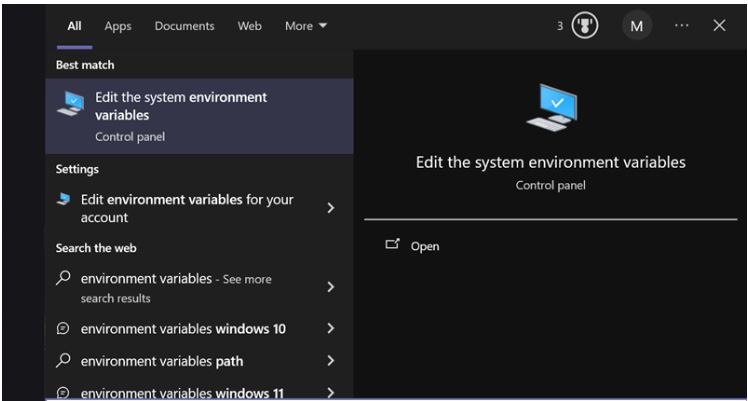 All Apps Documents Web More 3 M ...
Best match
Edit the system environment
variables
Control panel
Settings
Edit environment variables for your
account
Search the web
environment variables - See more
search results
environment variables windows 10
environment variables path
environment variables windows 11
Edit the system environment variables
Control panel
Open